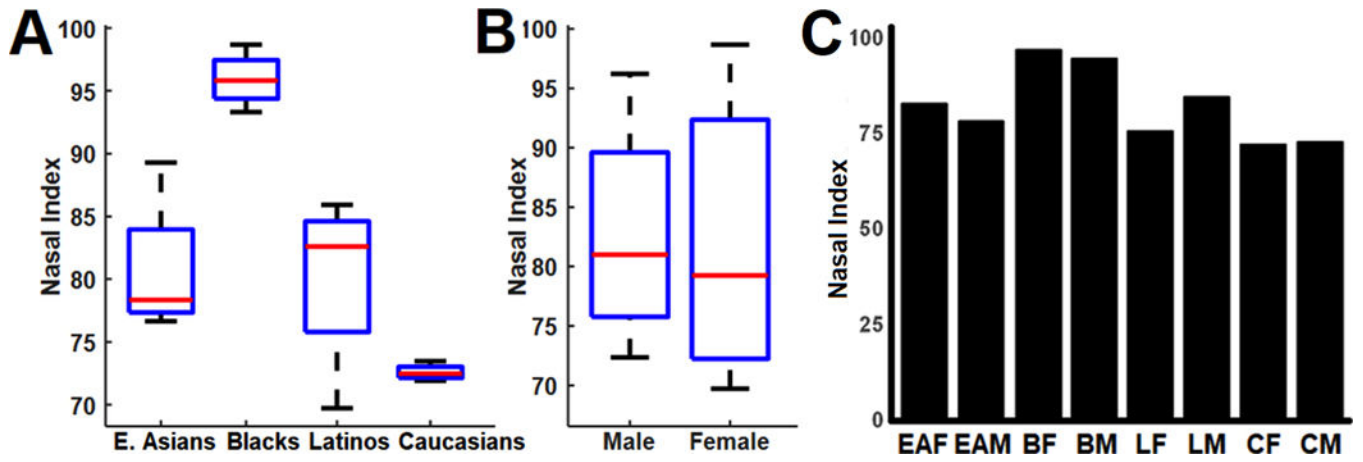 A
Nasal Index
100
95
90
85
80
75
70
E. Asians Blacks Latinos Caucasians
B
Nasal Index
100
95
90
85
80
75
70
Male Female
C
Nasal Index
100
75
50
25
0
EAF EAM BF BM LF LM CF CM